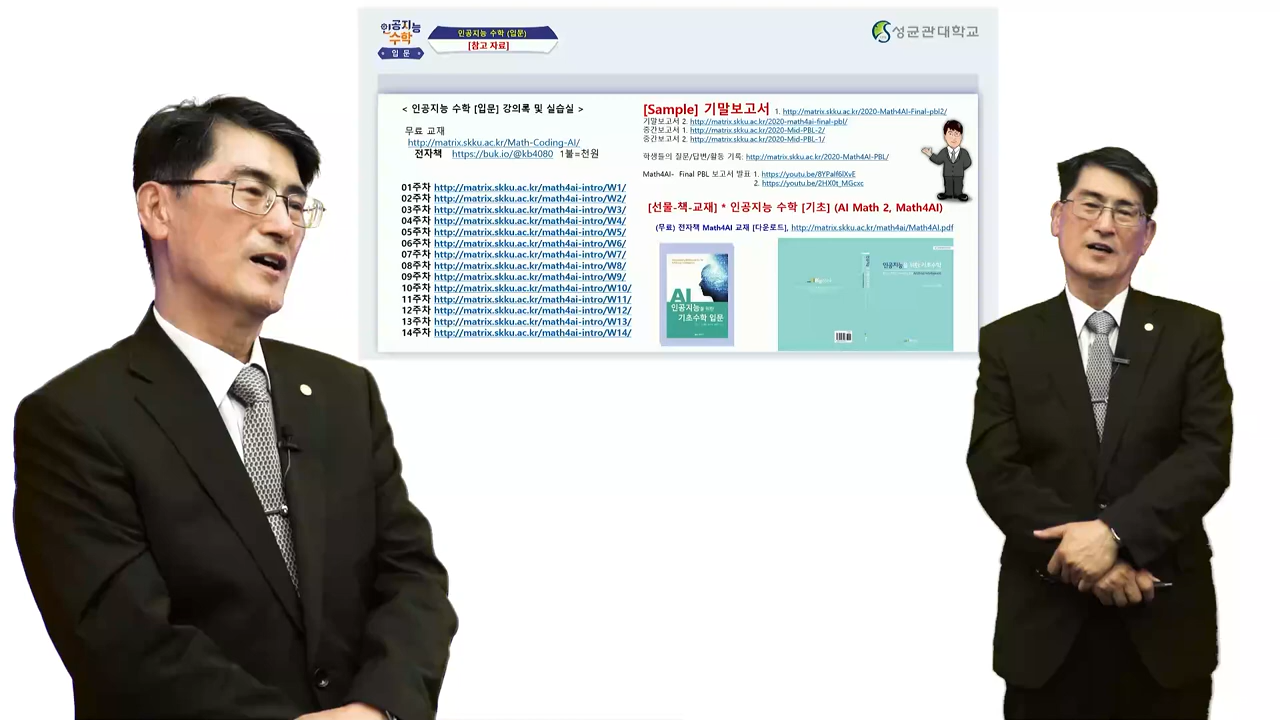 인공지능
수학
입문
인공지능 수학 (입문)
[참고 자료]
성균관대학교
< 인공지능 수학 [입문] 강의록 및 실습실 >
무료 교재
http://matrix.skku.ac.kr/Math-Coding-AI/
전자책 https://buk.io/@kb4080 1불=천원
01주차 http://matrix.skku.ac.kr/math4ai-intro/W1/
02주차 http://matrix.skku.ac.kr/math4ai-intro/W2/
03주차 http://matrix.skku.ac.kr/math4ai-intro/W3/
04주차 http://matrix.skku.ac.kr/math4ai-intro/W4/
05주차 http://matrix.skku.ac.kr/math4ai-intro/W5/
06주차 http://matrix.skku.ac.kr/math4ai-intro/W6/
07주차 http://matrix.skku.ac.kr/math4ai-intro/W7/
08주차 http://matrix.skku.ac.kr/math4ai-intro/W8/
09주차 http://matrix.skku.ac.kr/math4ai-intro/W9/
10주차 http://matrix.skku.ac.kr/math4ai-intro/W10/
11주차 http://matrix.skku.ac.kr/math4ai-intro/W11/
12주차 http://matrix.skku.ac.kr/math4ai-intro/W12/
13주차 http://matrix.skku.ac.kr/math4ai-intro/W13/
14주차 http://matrix.skku.ac.kr/math4ai-intro/W14/
[Sample] 기말보고서 1. http://matrix.skku.ac.kr/2020-Math4AI-Final-pbl2/
기말보고서 2. http://matrix.skku.ac.kr/2020-math4ai-final-pbl/
중간보고서 1. http://matrix.skku.ac.kr/2020-Mid-PBL-2/
중간보고서 2. http://matrix.skku.ac.kr/2020-Mid-PBL-1/
학생들의 질문/답변/활동 기록: http://matrix.skku.ac.kr/2020-Math4AI-PBL/
Math4AI- Final PBL 보고서 발표 1. https://youtu.be/8YPalf6lXvE
2. https://youtu.be/2HX0t_MGcxc
[선물-책-교재] * 인공지능 수학 [기초] (AI Math 2, Math4AI)
(무료) 전자책 Math4AI 교재 [다운로드], http://matrix.skku.ac.kr/math4ai/Math4AI.pdf
AI
인공지능을 위한
기초수학 입문
인공지능을 위한 기초수학